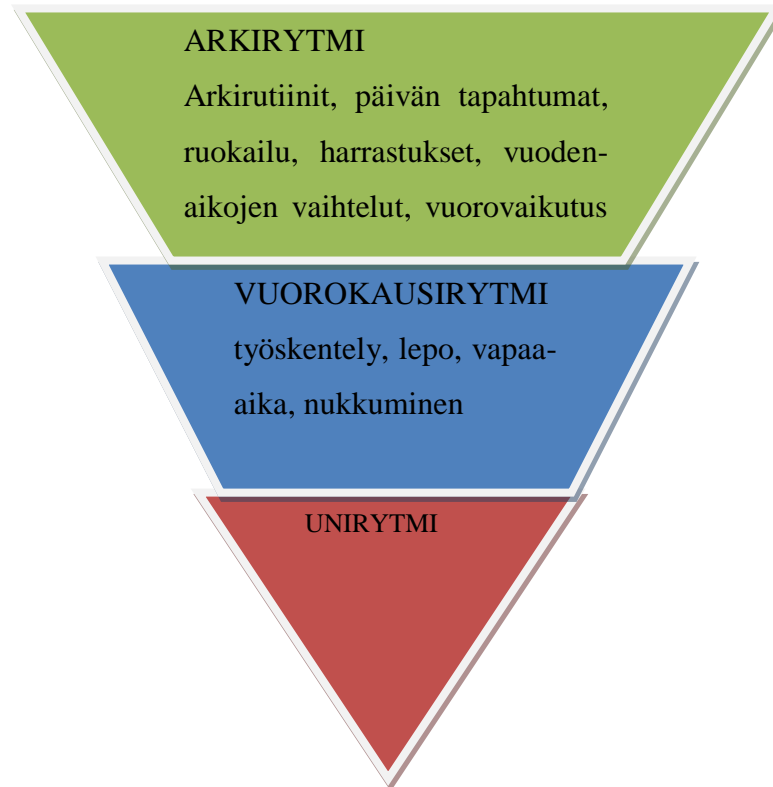 ARKIRYTMI
Arkirutiinit, päivän tapahtumat,
ruokailu, harrastukset, vuoden-
aikojen vaihtelut, vuorovaikutus
VUOROKAUSIRYTMI
työskentely, lepo, vapaa-
aika, nukkuminen
UNIRYTMI